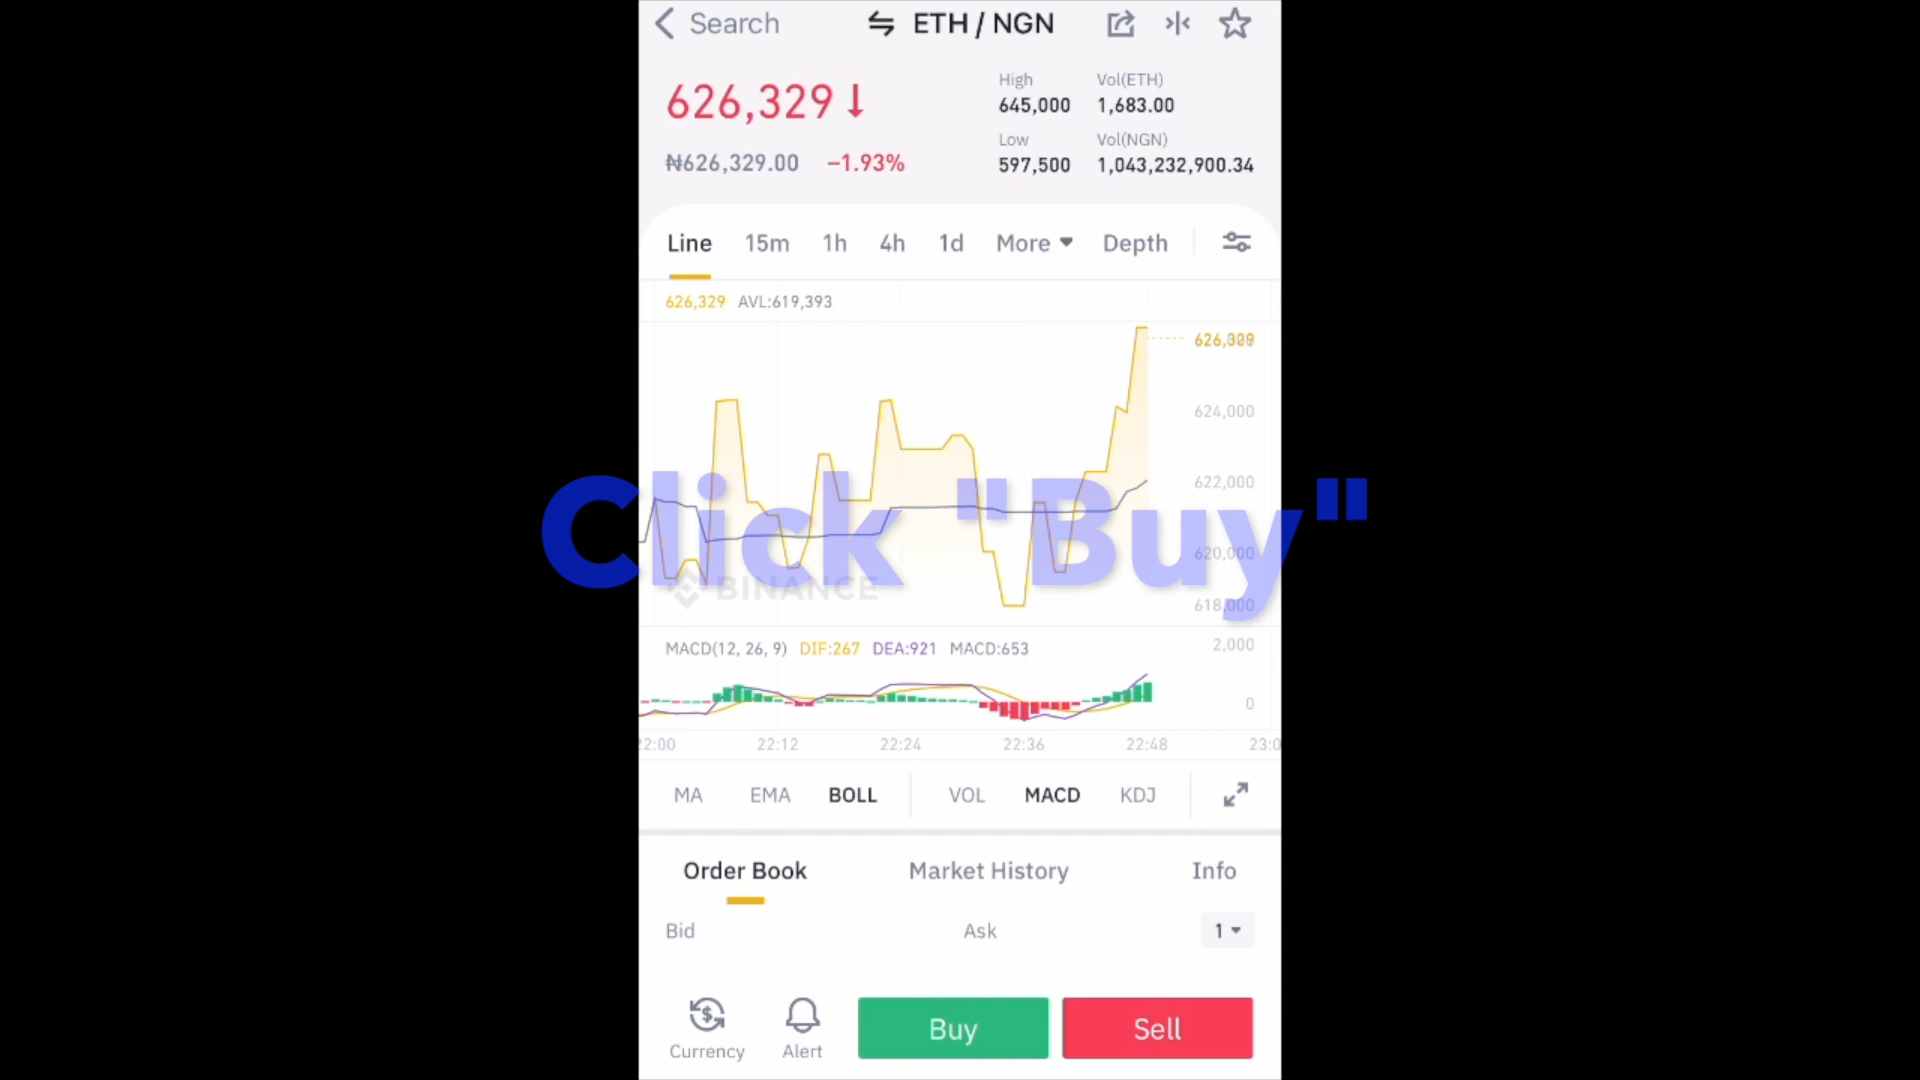 Search
ETH / NGN
626,329↓
₦626,329.00 −1.93%
High
645,000
Low
597,500
Vol(ETH)
1,683.00
Vol(NGN)
1,043,232,900.34
Line 15m 1h 4h 1d More Depth
626,329 AVL:619,393
624,000
622,000
620,000
618,000
Click "Buy"
BINANCE
MACD(12, 26, 9) DIF:267 DEA:921 MACD:653
2,000
0
22:00 22:12 22:24 22:36 22:48 23:0
MA EMA BOLL VOL MACD KDJ
Order Book Market History Info
Bid Ask 1
Currency Alert Buy Sell